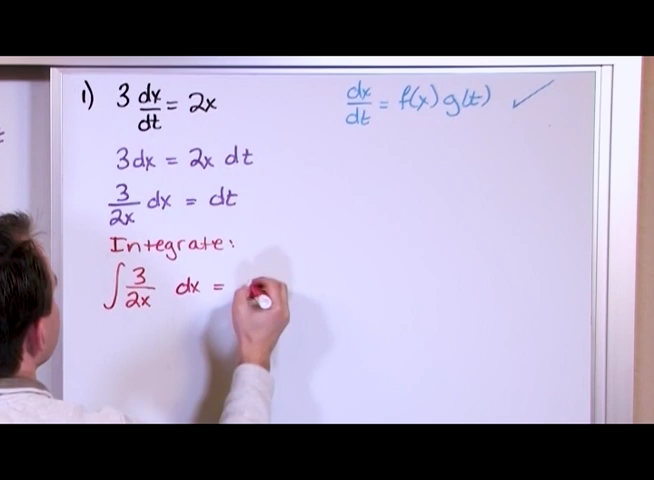 1) 3 dx/dt = 2x
dx/dt = f(x) g(t) ✓
3dx = 2x dt
3/2x dx = dt
Integrate:
∫ 3/2x dx =